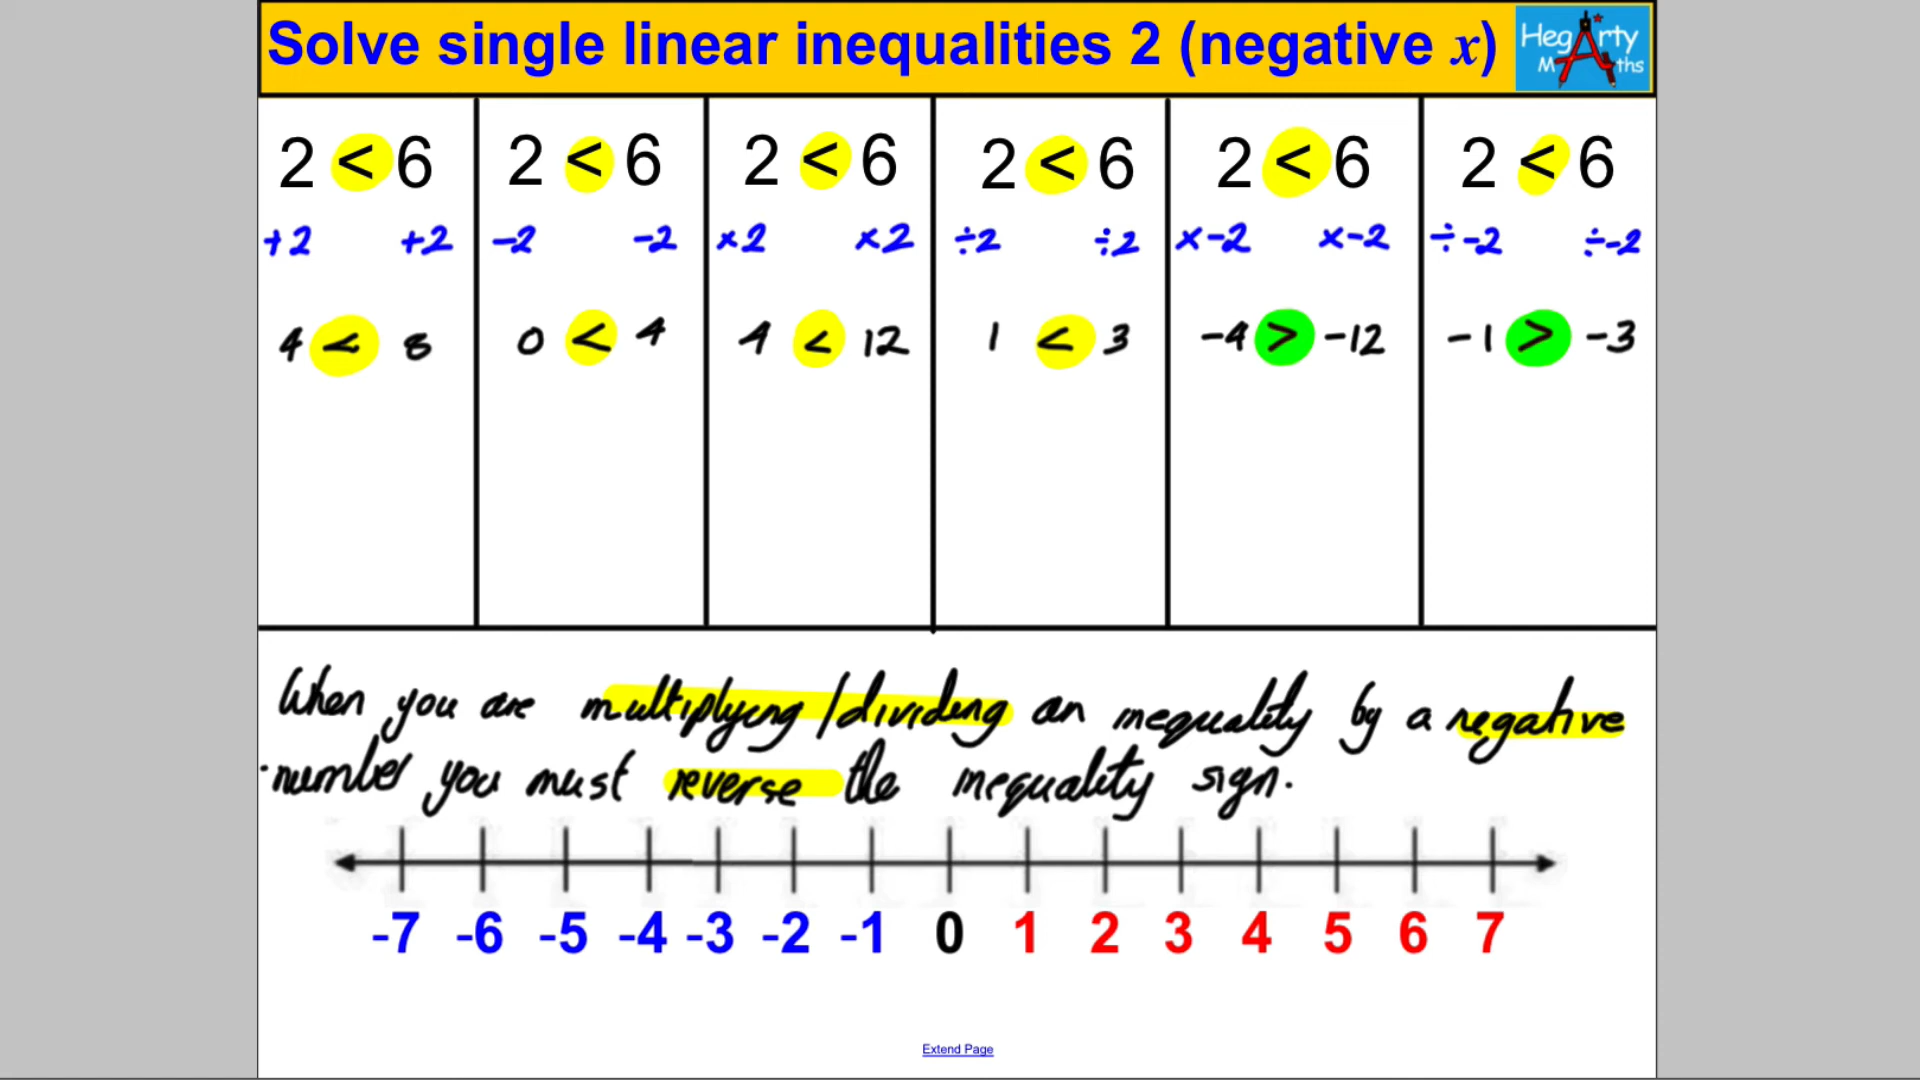 Solve single linear inequalities 2 (negative x)
HegArty
Maths
2 < 6 2 < 6 2 < 6 2 < 6 2 < 6 2 < 6
+2 +2 -2 -2 ×2 ×2 ÷2 ÷2 ×-2 ×-2 ÷-2 ÷-2
4 < 8 0 < 4 4 < 12 1 < 3 -4 > -12 -1 > -3
When you are multiplying/dividing an inequality by a negative
number you must reverse the inequality sign.
-7 -6 -5 -4 -3 -2 -1 0 1 2 3 4 5 6 7
Extend Page